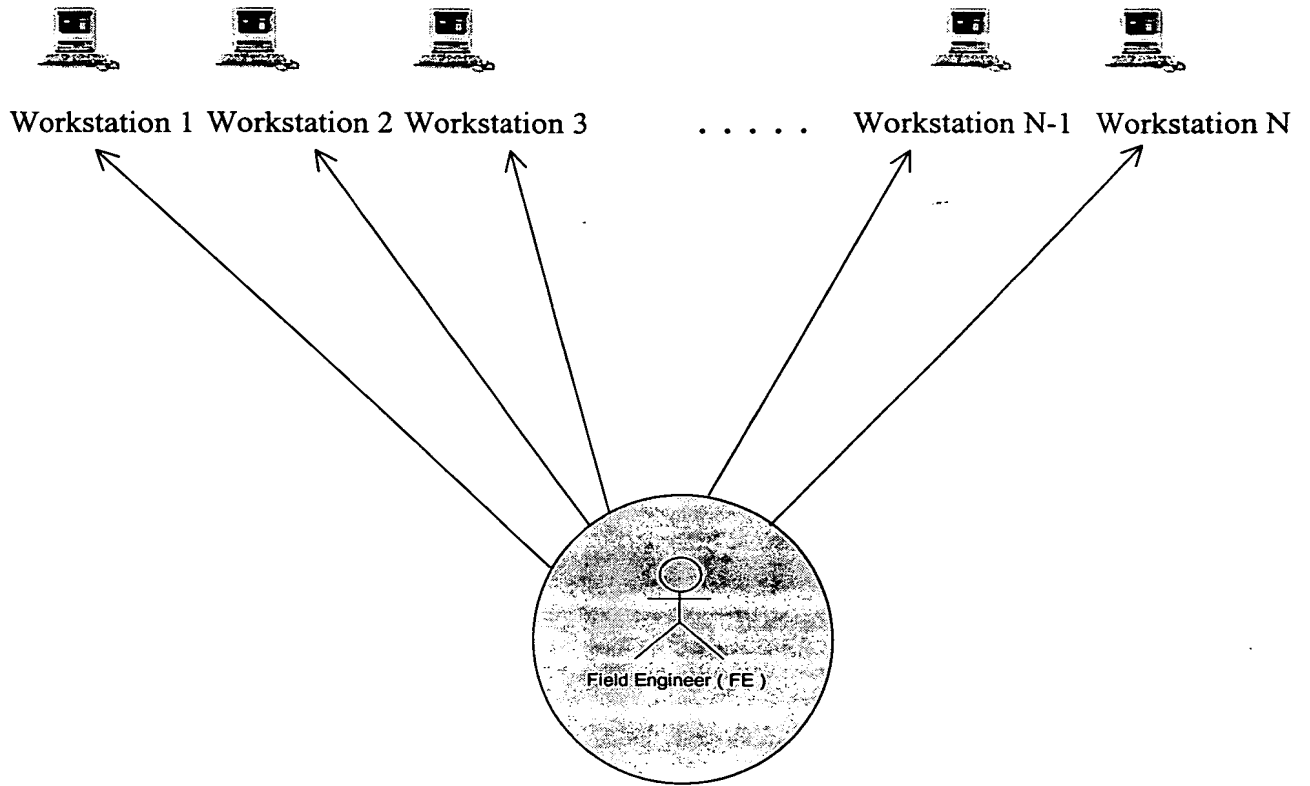 Workstation 1 Workstation 2 Workstation 3 . . . . . Workstation N-1 Workstation N
Field Engineer ( FE )